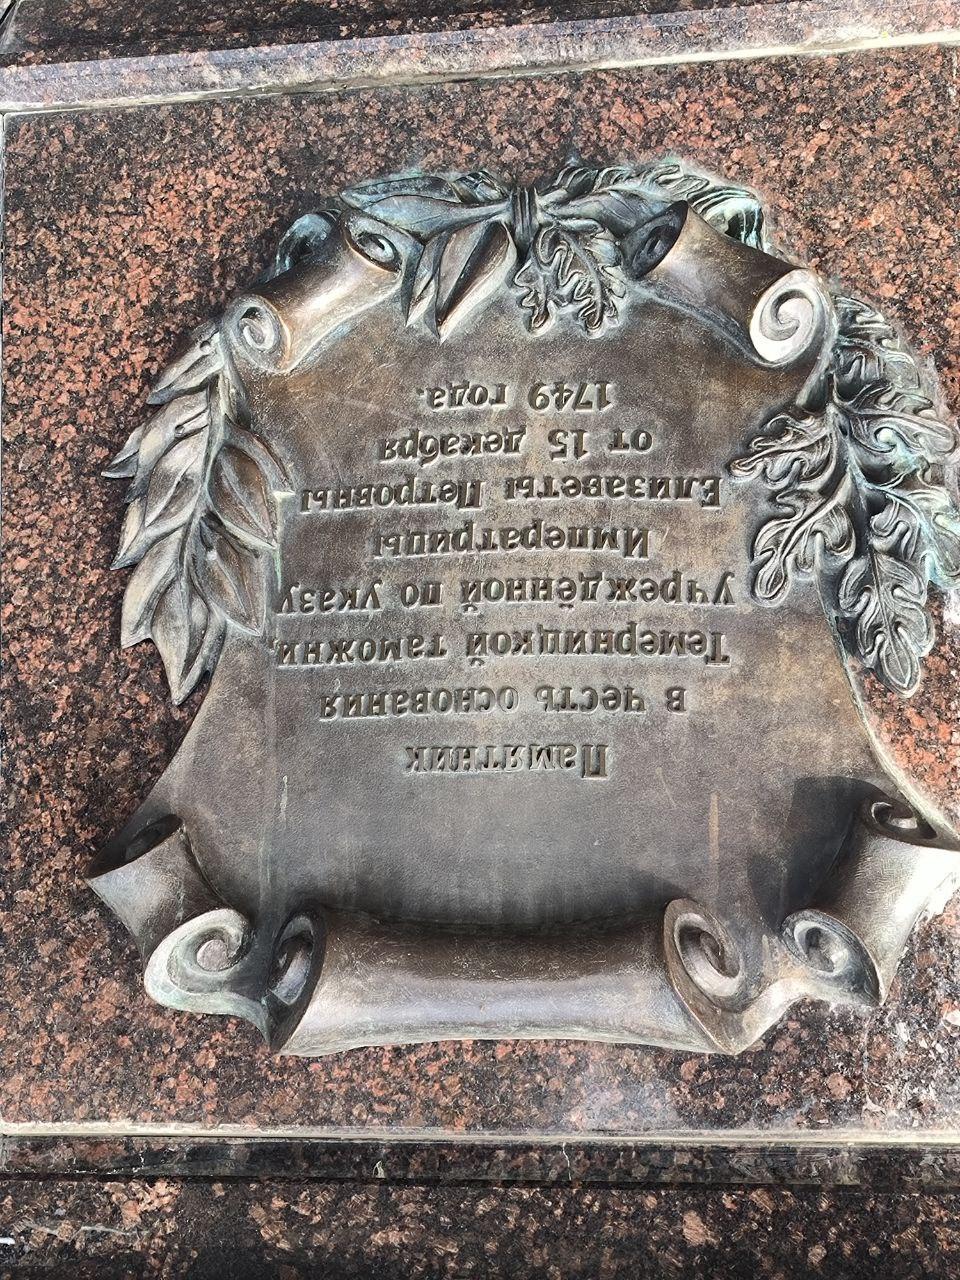 Памятник
в честь основания
Темерницкой таможни,
учреждённой по указу
Императрицы
Елизаветы Петровны
от 15 декабря
1749 года.